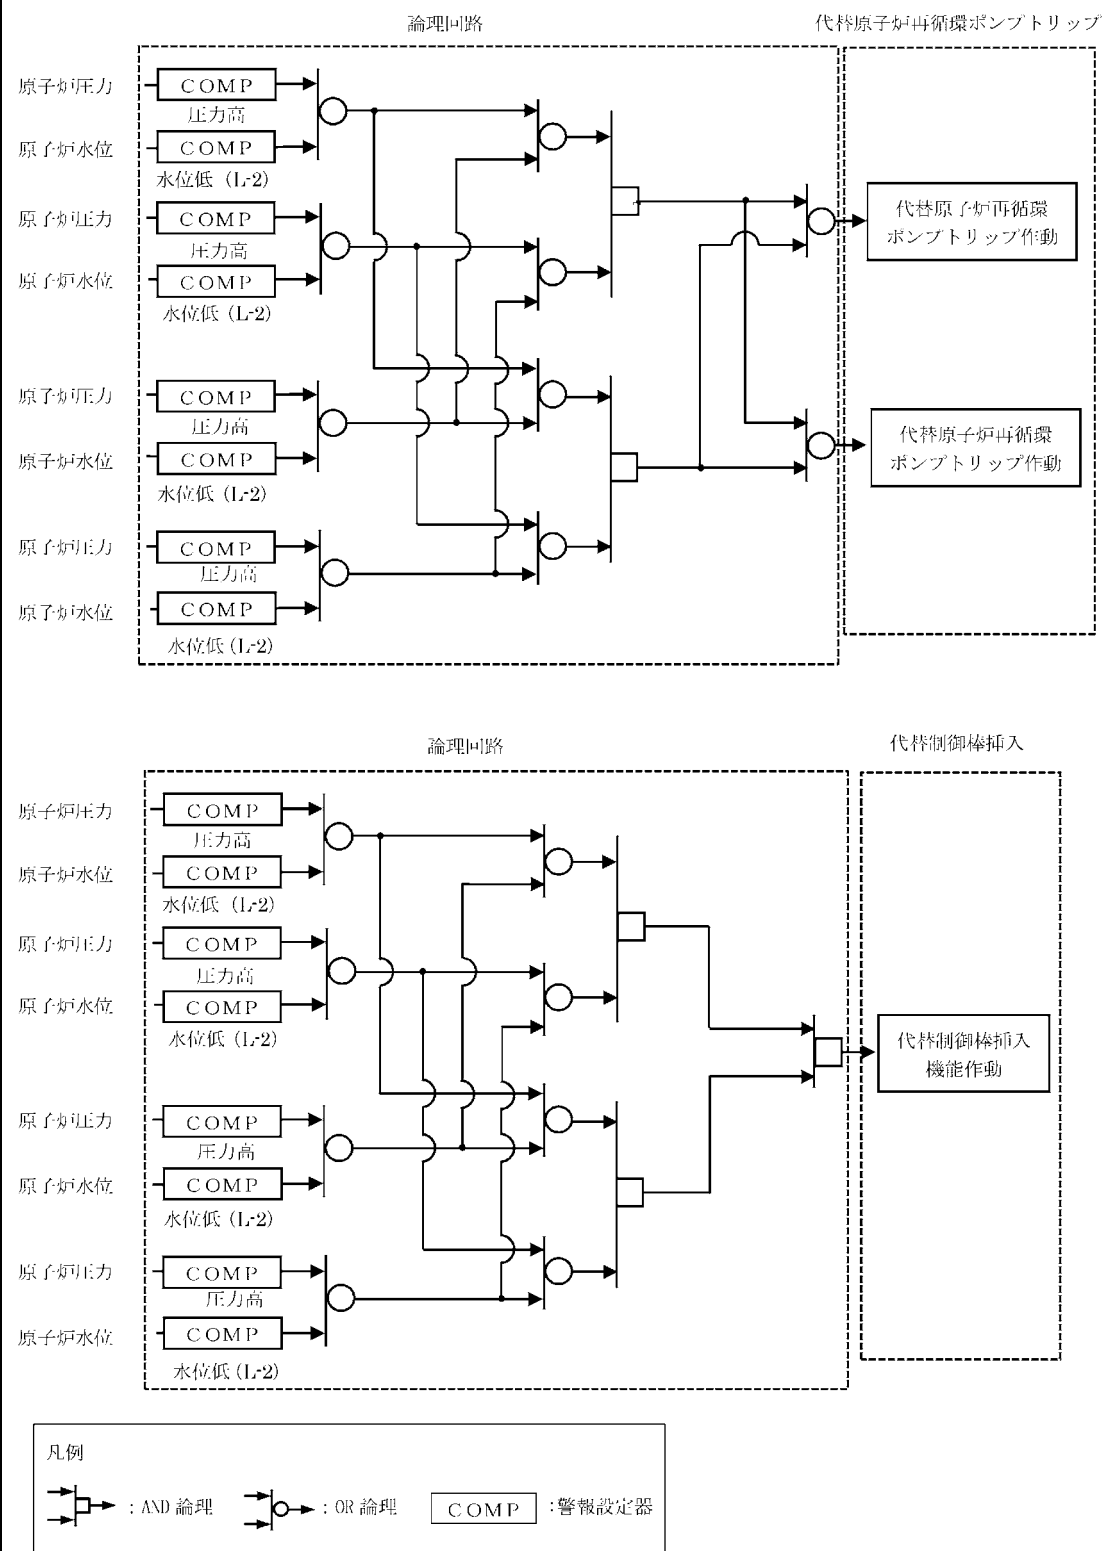 論理回路
代替原子炉再循環ポンプトリップ
原子炉圧力
COMP
圧力高
原子炉水位
COMP
水位低 (L-2)
原子炉圧力
COMP
圧力高
原子炉水位
COMP
水位低 (L-2)
原子炉圧力
COMP
圧力高
原子炉水位
COMP
水位低 (L-2)
原子炉圧力
COMP
圧力高
原子炉水位
COMP
水位低 (L-2)
代替原子炉再循環
ポンプトリップ作動
代替原子炉再循環
ポンプトリップ作動
論理回路
代替制御棒挿入
原子炉圧力
COMP
圧力高
原子炉水位
COMP
水位低 (L-2)
原子炉圧力
COMP
圧力高
原子炉水位
COMP
水位低 (L-2)
原子炉圧力
COMP
圧力高
原子炉水位
COMP
水位低 (L-2)
原子炉圧力
COMP
圧力高
原子炉水位
COMP
水位低 (L-2)
代替制御棒挿入
機能作動
凡例
：AND 論理
：OR 論理
COMP
：警報設定器